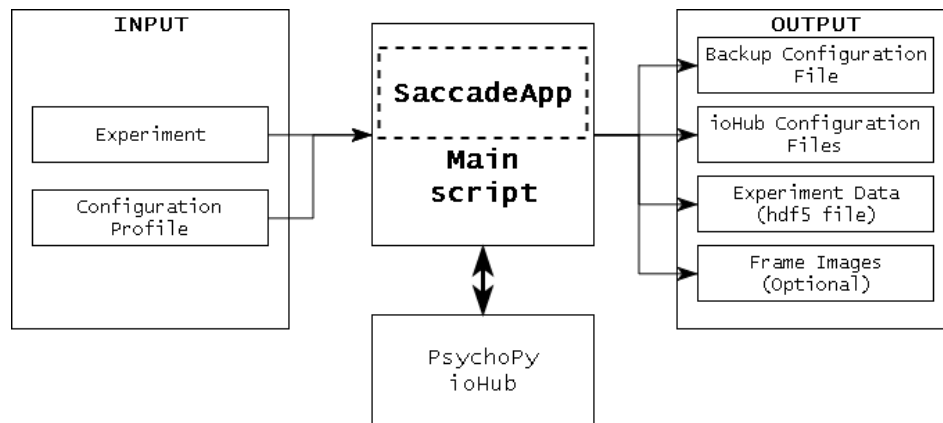 INPUT
Experiment
Configuration
Profile
SaccadeApp
Main
script
PsychoPy
ioHub
OUTPUT
Backup Configuration
File
ioHub Configuration
Files
Experiment Data
(hdf5 file)
Frame Images
(Optional)